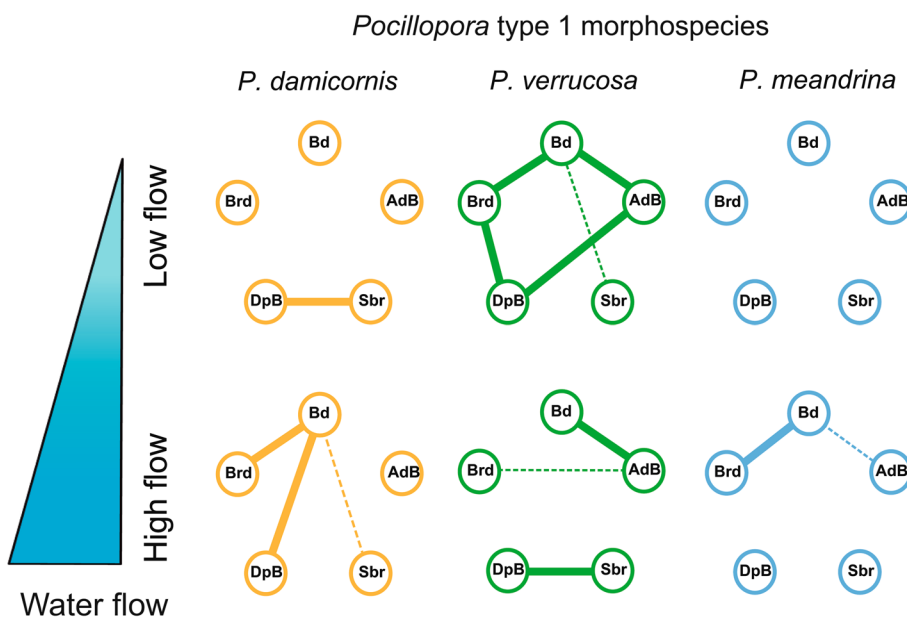 Pocillopora type 1 morphospecies
P. damicornis P. verrucosa P. meandrina
Low flow
Bd Bd Bd
Brd AdB Brd AdB Brd AdB
DpB Sbr DpB Sbr DpB Sbr
High flow
Bd Bd Bd
Brd AdB Brd AdB Brd AdB
DpB Sbr DpB Sbr DpB Sbr
Water flow